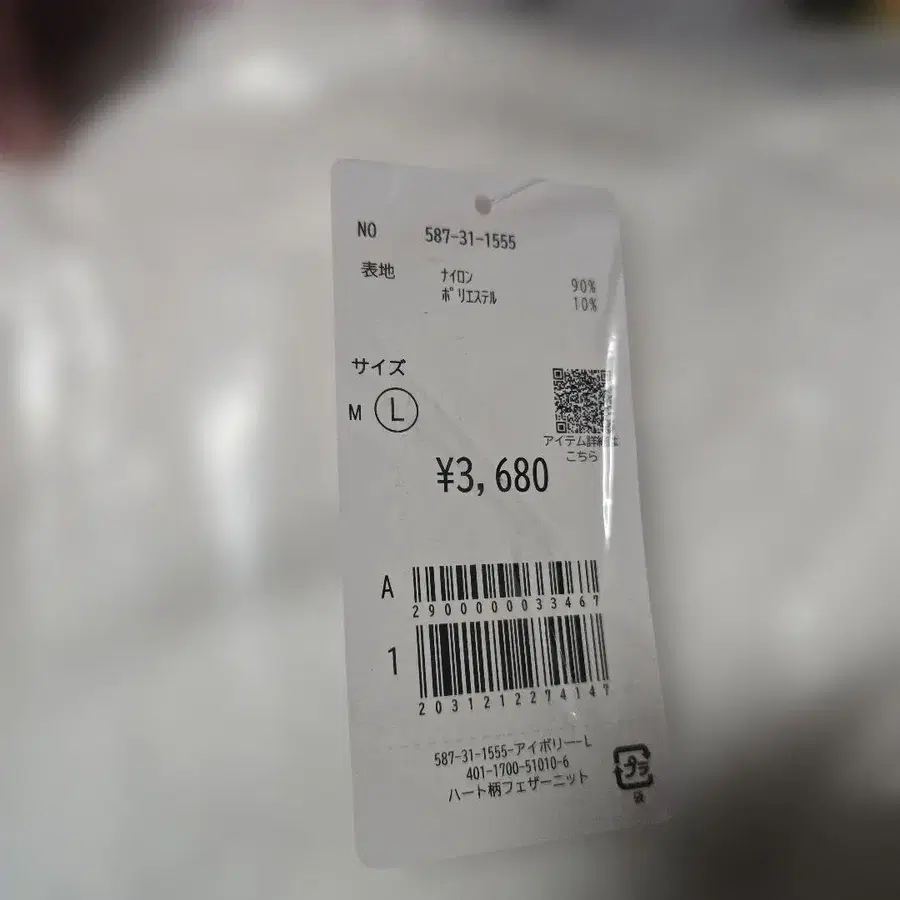 NO 587-31-1555
表地 ナイロン 90%
ポリエステル 10%
サイズ
M L
アイテム詳細は
こちら
¥3,680
A
2900000033467
1
2031212274147
587-31-1555-アイボリー-L
401-1700-51010-6
ハート柄フェザーニット
プラ
袋